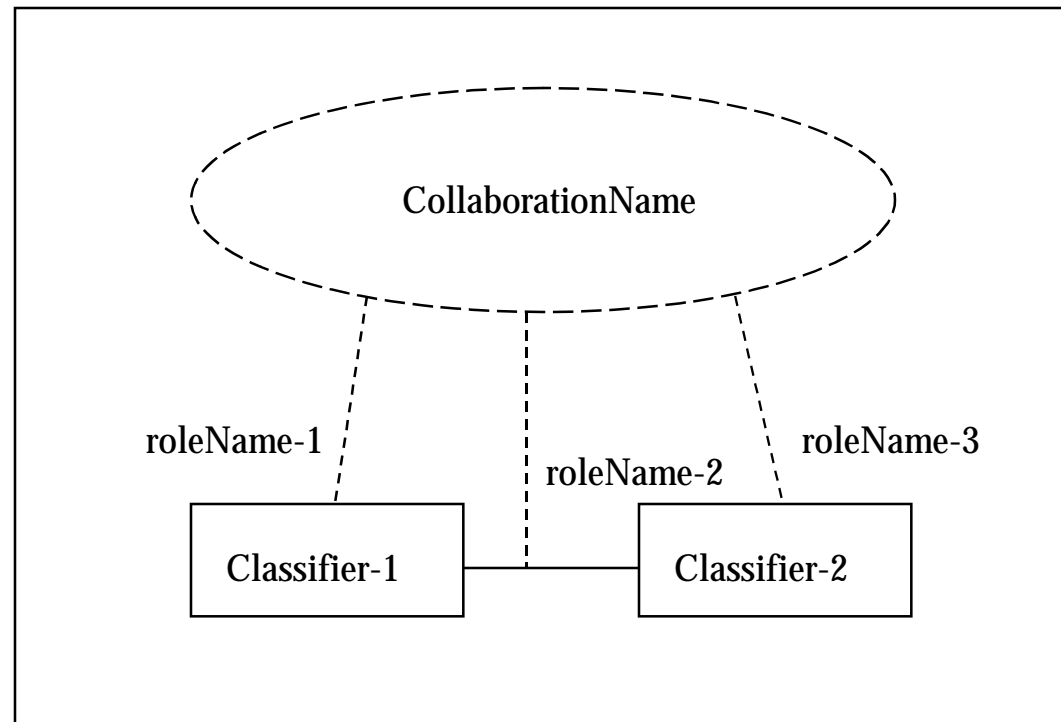 CollaborationName
roleName-1
roleName-3
roleName-2
Classifier-1
Classifier-2